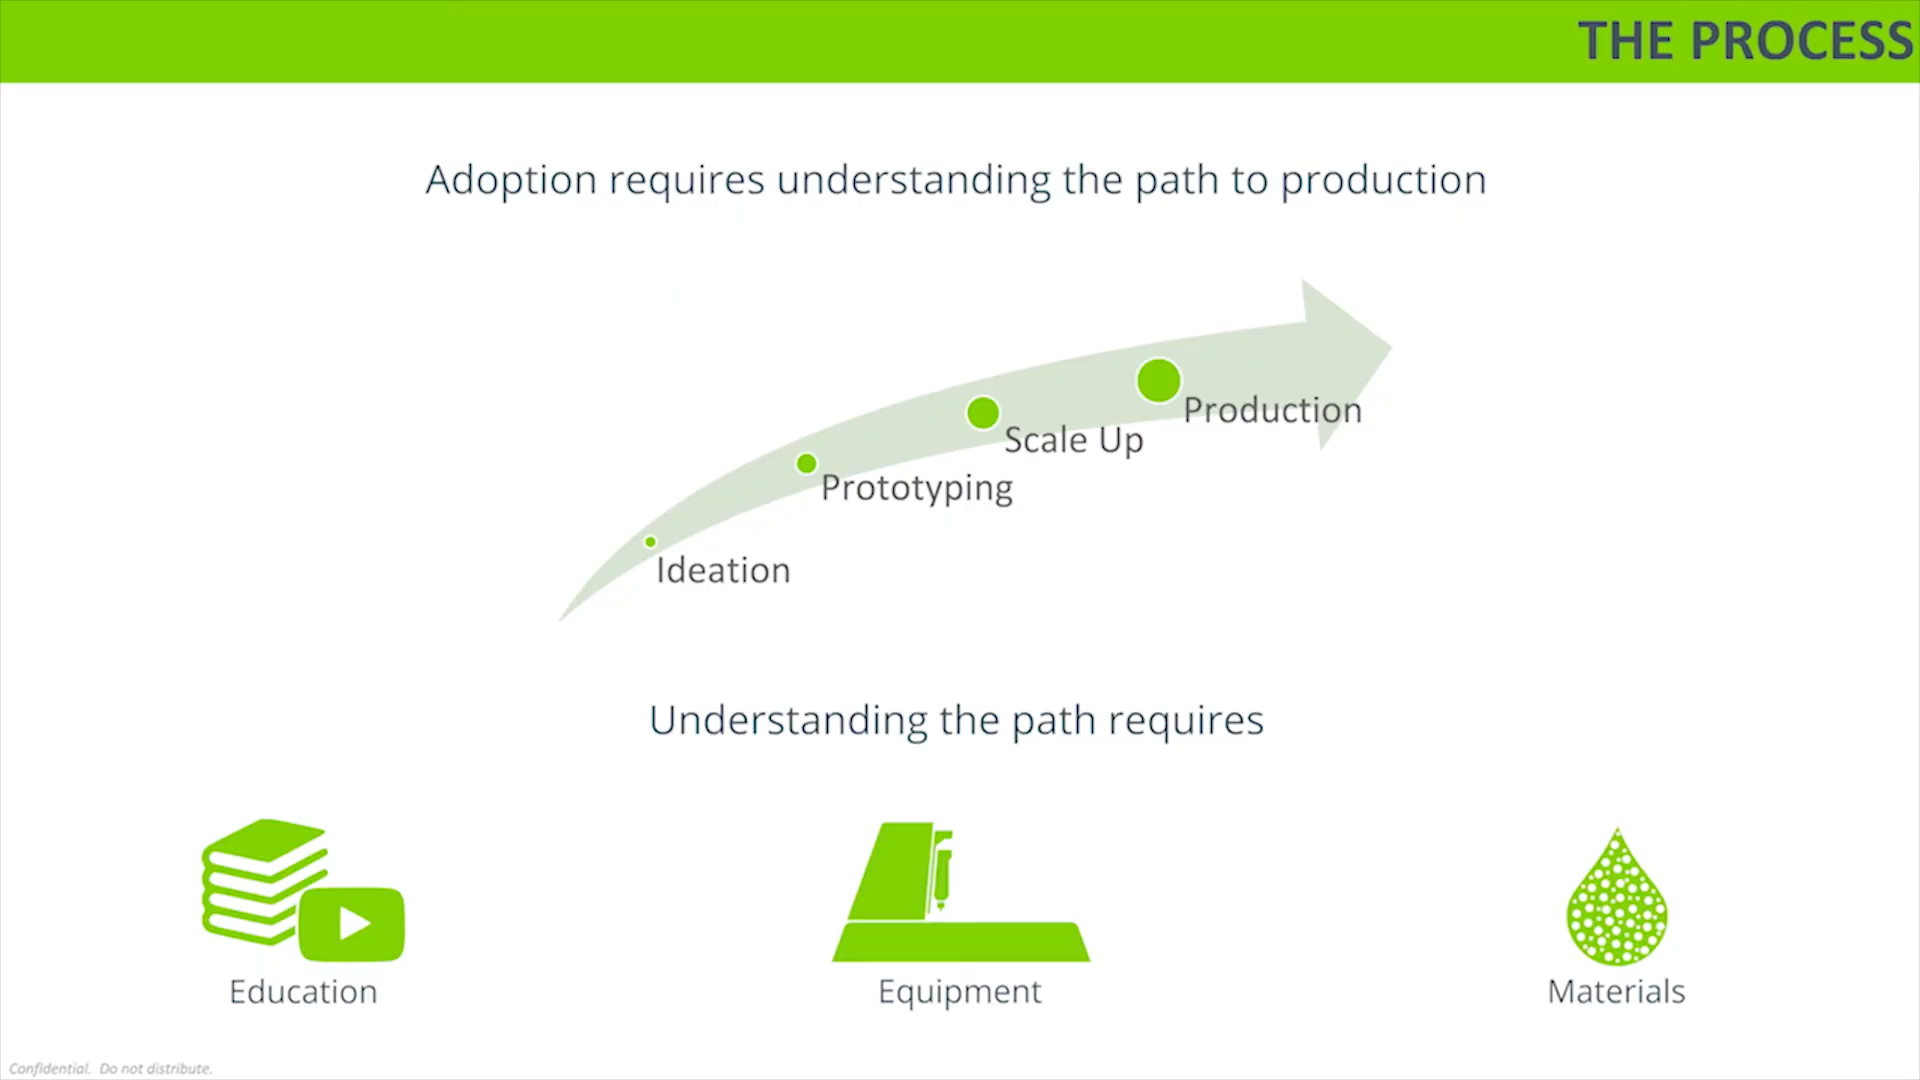 THE PROCESS
Adoption requires understanding the path to production
Production
Scale Up
Prototyping
Ideation
Understanding the path requires
Education
Equipment
Materials
Confidential. Do not distribute.